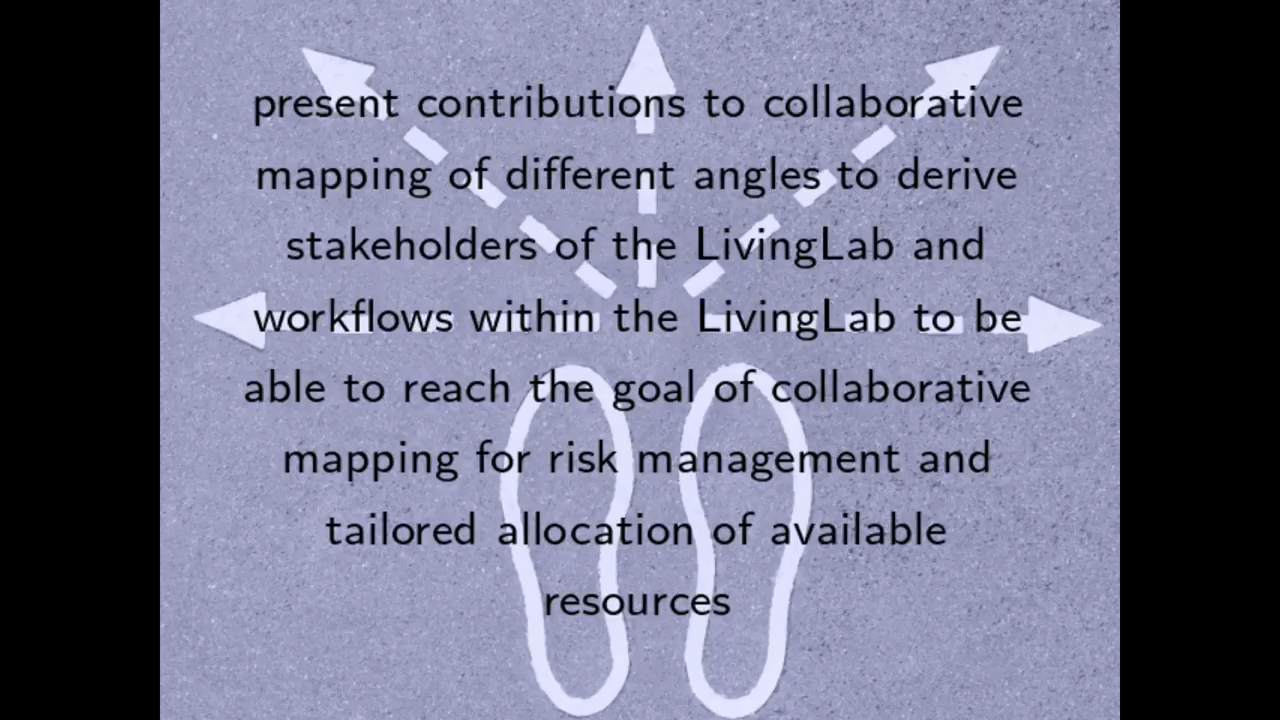 present contributions to collaborative
mapping of different angles to derive
stakeholders of the LivingLab and
workflows within the LivingLab to be
able to reach the goal of collaborative
mapping for risk management and
tailored allocation of available
resources